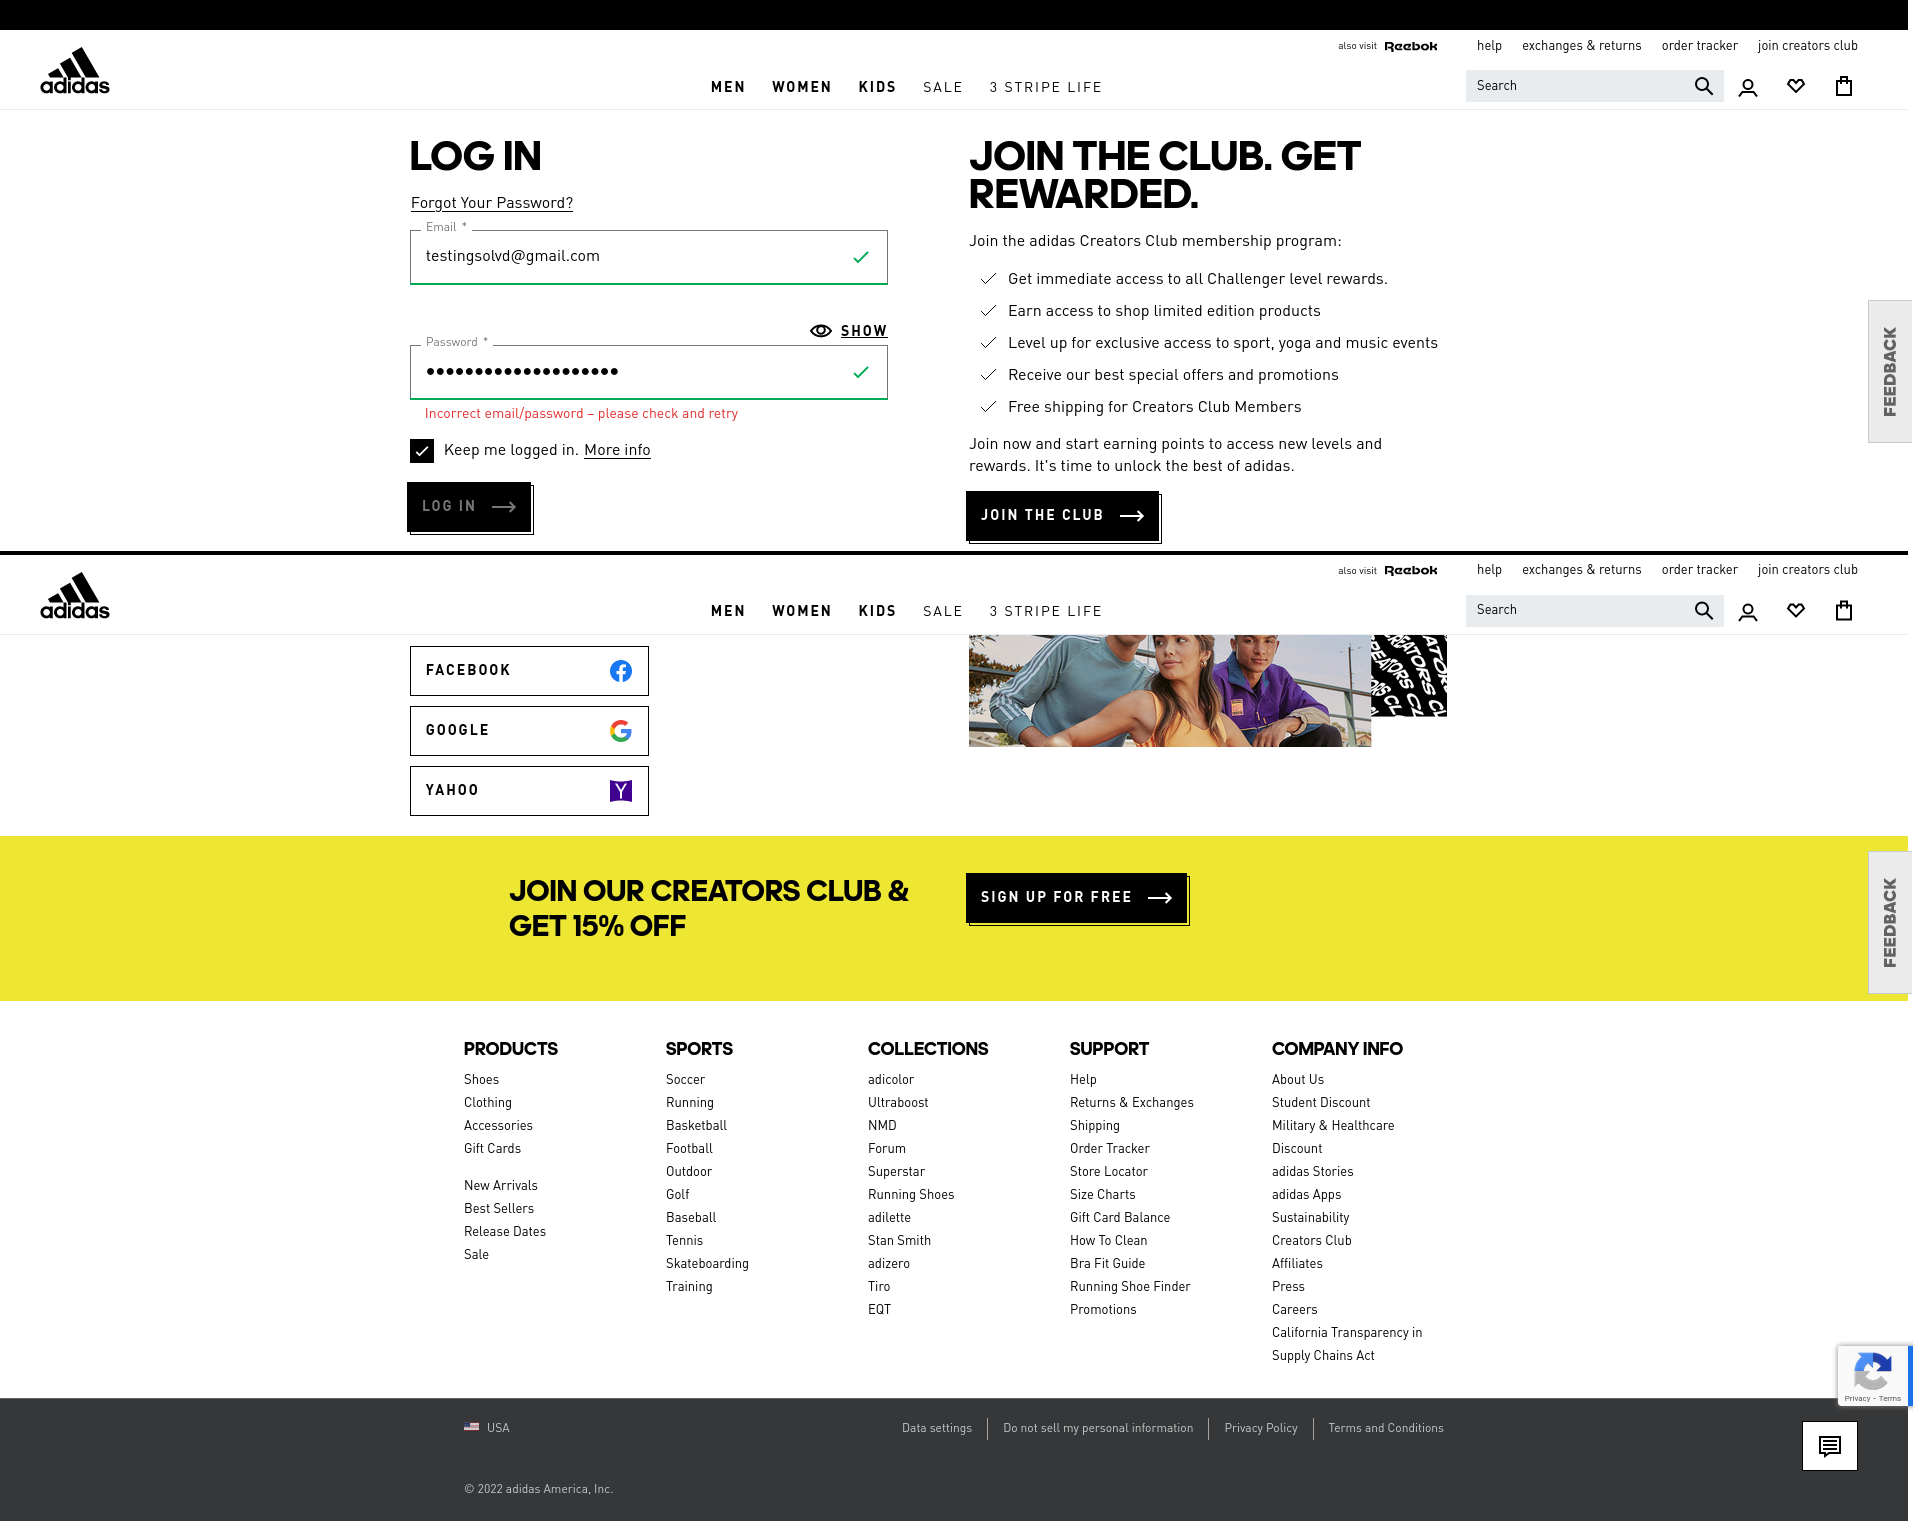 also visit Reebok help exchanges & returns order tracker join creators club
adidas
MEN WOMEN KIDS SALE 3 STRIPE LIFE
Search
LOG IN
Forgot Your Password?
Email *
testingsolvd@gmail.com
SHOW
Password *
Incorrect email/password – please check and retry
Keep me logged in. More info
LOG IN
JOIN THE CLUB. GET
REWARDED.
Join the adidas Creators Club membership program:
Get immediate access to all Challenger level rewards.
Earn access to shop limited edition products
Level up for exclusive access to sport, yoga and music events
Receive our best special offers and promotions
Free shipping for Creators Club Members
Join now and start earning points to access new levels and
rewards. It's time to unlock the best of adidas.
JOIN THE CLUB
FEEDBACK
also visit Reebok help exchanges & returns order tracker join creators club
adidas
MEN WOMEN KIDS SALE 3 STRIPE LIFE
Search
FACEBOOK
GOOGLE
YAHOO
JOIN OUR CREATORS CLUB &
GET 15% OFF
SIGN UP FOR FREE
FEEDBACK
PRODUCTS
Shoes
Clothing
Accessories
Gift Cards
New Arrivals
Best Sellers
Release Dates
Sale
SPORTS
Soccer
Running
Basketball
Football
Outdoor
Golf
Baseball
Tennis
Skateboarding
Training
COLLECTIONS
adicolor
Ultraboost
NMD
Forum
Superstar
Running Shoes
adilette
Stan Smith
adizero
Tiro
EQT
SUPPORT
Help
Returns & Exchanges
Shipping
Order Tracker
Store Locator
Size Charts
Gift Card Balance
How To Clean
Bra Fit Guide
Running Shoe Finder
Promotions
COMPANY INFO
About Us
Student Discount
Military & Healthcare
Discount
adidas Stories
adidas Apps
Sustainability
Creators Club
Affiliates
Press
Careers
California Transparency in
Supply Chains Act
Privacy - Terms
USA
Data settings Do not sell my personal information Privacy Policy Terms and Conditions
© 2022 adidas America, Inc.